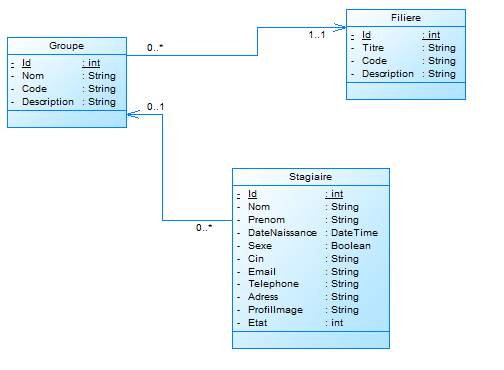 Filiere
- Id : int
- Titre : String
- Code : String
- Description : String
1..1
Groupe
- Id : int
- Nom : String
- Code : String
- Description : String
0..*
0..1
Stagiaire
- Id : int
- Nom : String
- Prenom : String
- DateNaissance : DateTime
- Sexe : Boolean
- Cin : String
- Email : String
- Telephone : String
- Adress : String
- ProfilImage : String
- Etat : int
0..*